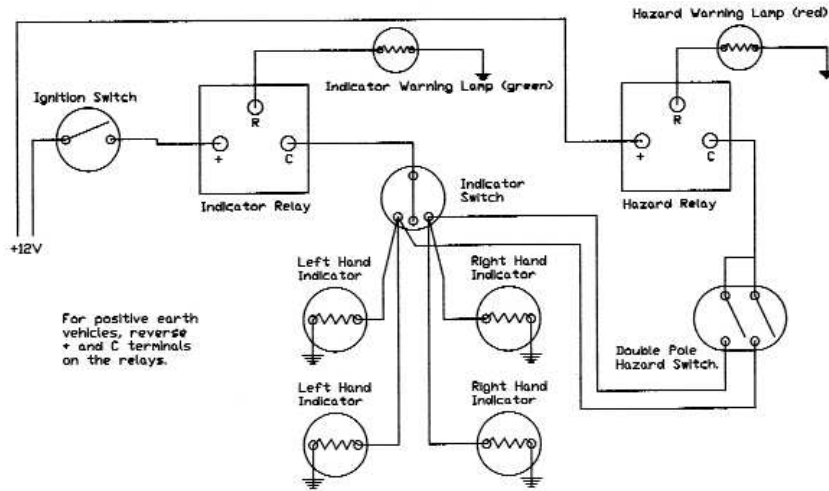 Hazard Warning Lamp (red)
Indicator Warning Lamp (green)
Ignition Switch
R
+
C
Indicator Relay
R
+
C
Hazard Relay
Indicator
Switch
+12V
Left Hand
Indicator
Right Hand
Indicator
For positive earth
vehicles, reverse
+ and C terminals
on the relays.
Double Pole
Hazard Switch.
Left Hand
Indicator
Right Hand
Indicator